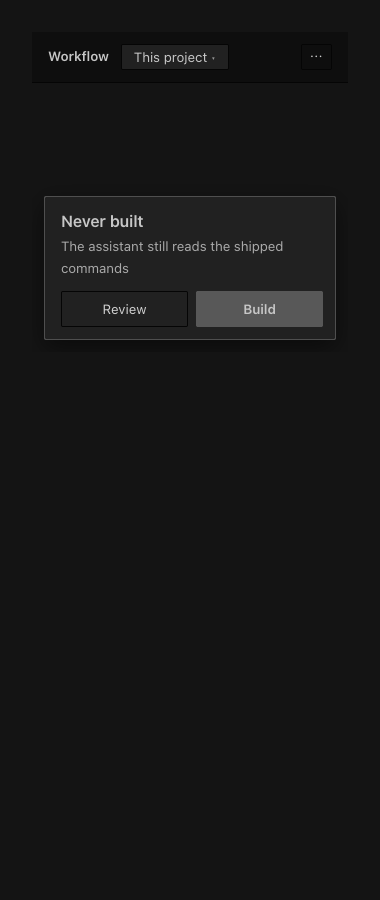 Workflow
This project
...
Never built
The assistant still reads the shipped
commands
Review
Build